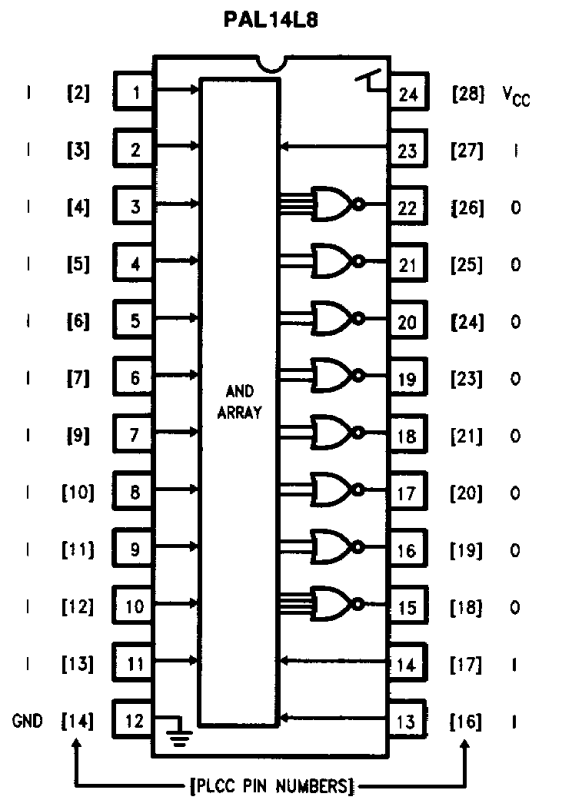 PAL14L8
I [2] 1 24 [28] VCC
I [3] 2 23 [27] I
I [4] 3 22 [26] O
I [5] 4 21 [25] O
I [6] 5 20 [24] O
I [7] 6 19 [23] O
AND
ARRAY
I [9] 7 18 [21] O
I [10] 8 17 [20] O
I [11] 9 16 [19] O
I [12] 10 15 [18] O
I [13] 11 14 [17] I
GND [14] 12 13 [16] I
[PLCC PIN NUMBERS]